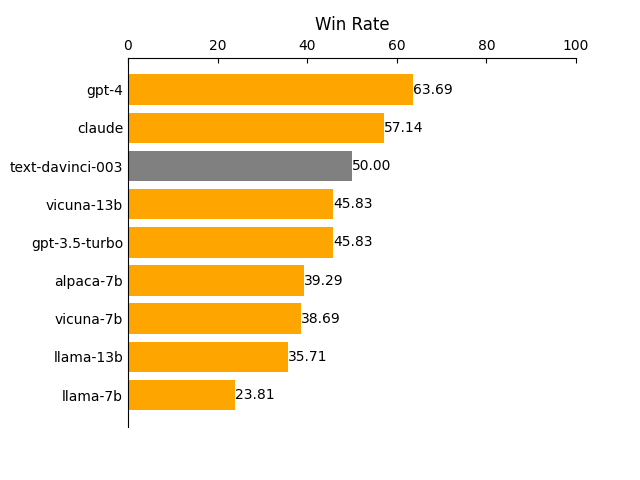 Win Rate
0 20 40 60 80 100
gpt-4 63.69
claude 57.14
text-davinci-003 50.00
vicuna-13b 45.83
gpt-3.5-turbo 45.83
alpaca-7b 39.29
vicuna-7b 38.69
llama-13b 35.71
llama-7b 23.81